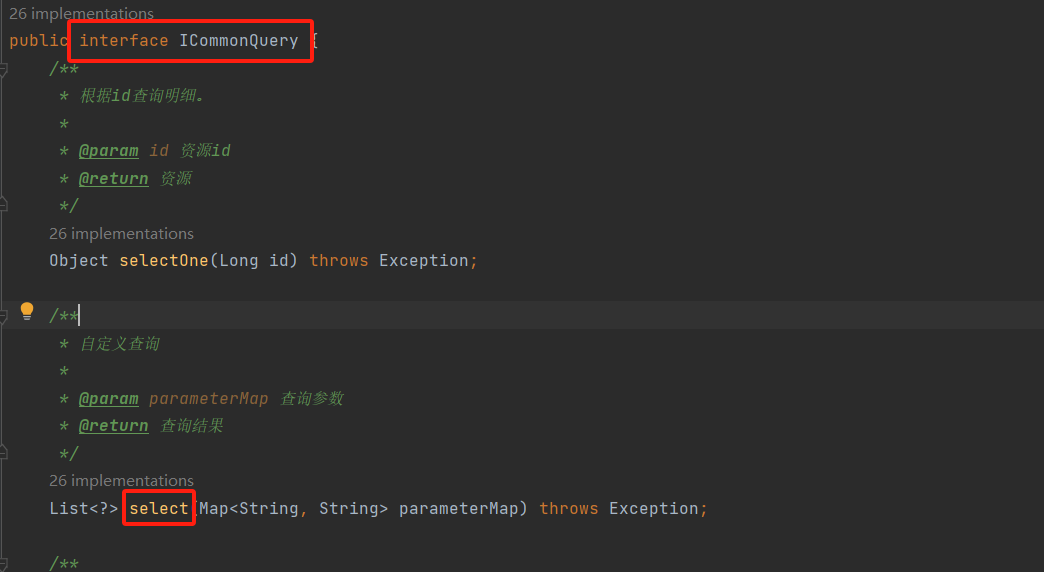 26 implementations
public interface ICommonQuery {
/**
* 根据id查询明细。
*
* @param id 资源id
* @return 资源
*/
26 implementations
Object selectOne(Long id) throws Exception;
/**
* 自定义查询
*
* @param parameterMap 查询参数
* @return 查询结果
*/
26 implementations
List<?> select(Map<String, String> parameterMap) throws Exception;
/**